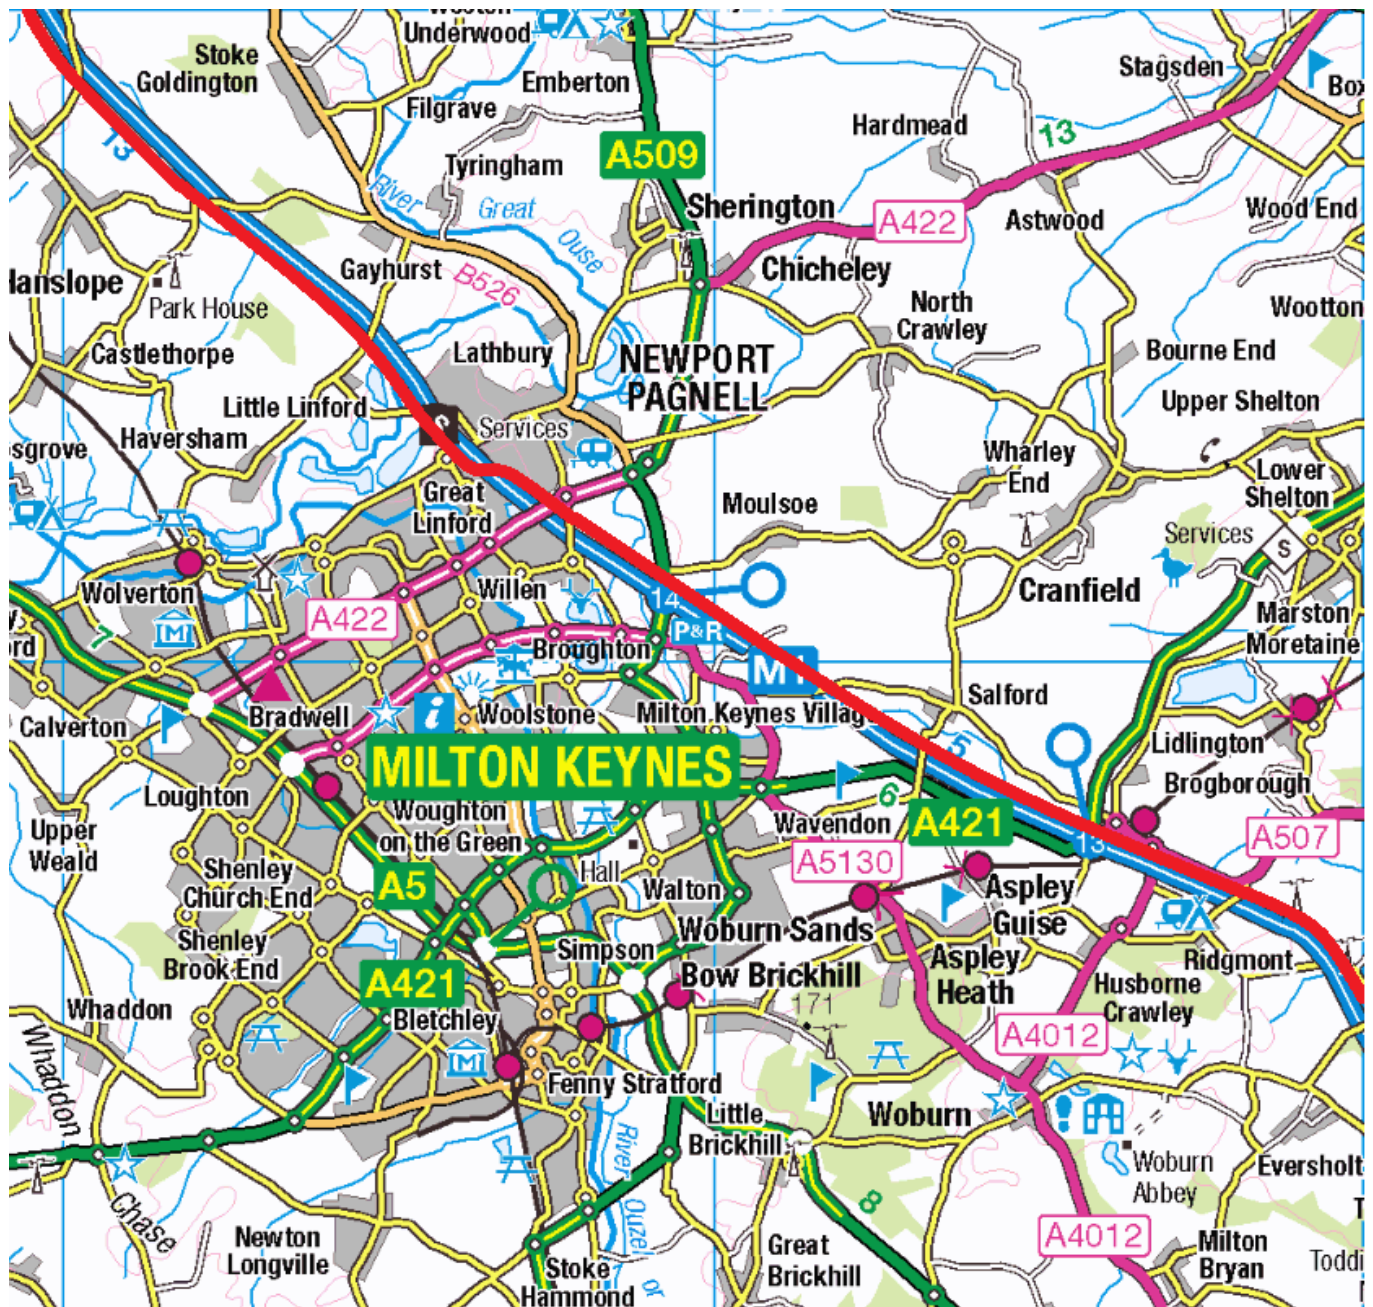 Underwood
Stoke
Goldington
Emberton
Filgrave
Stagsden
Hardmead
13
13
A509
Tyringham
River
Great
Ouse
Sherington
A422
Astwood
Wood End
Chicheley
Gayhurst
B526
Park House
North
Crawley
Wootton
Castlethorpe
Lathbury
NEWPORT
PAGNELL
Bourne End
Little Linford
Upper Shelton
Services
Haversham
Wharley
End
Lower
Shelton
Great
Linford
Moulsoe
Services
S
Wolverton
Willen
14
Cranfield
A422
P&R
Marston
Moretaine
7
Broughton
M1
Salford
Calverton
Bradwell
i
Woolstone
Milton Keynes Village
5
Lidlington
MILTON KEYNES
Brogborough
Loughton
6
Woughton
on the Green
Wavendon
A421
Upper
Weald
13
A507
A5130
Shenley
Church End
A5
Hall
Walton
Aspley
Guise
Woburn Sands
Shenley
Brook End
Simpson
Aspley
Heath
Ridgmont
A421
Bow Brickhill
Husborne
Crawley
Whaddon
171
Bletchley
A4012
Whaddon
Chase
Fenny Stratford
Little
Brickhill
Woburn
River
Ouzel
or
Woburn
Abbey
Eversholt
8
Newton
Longville
A4012
Great
Brickhill
Milton
Bryan
Stoke
Hammond